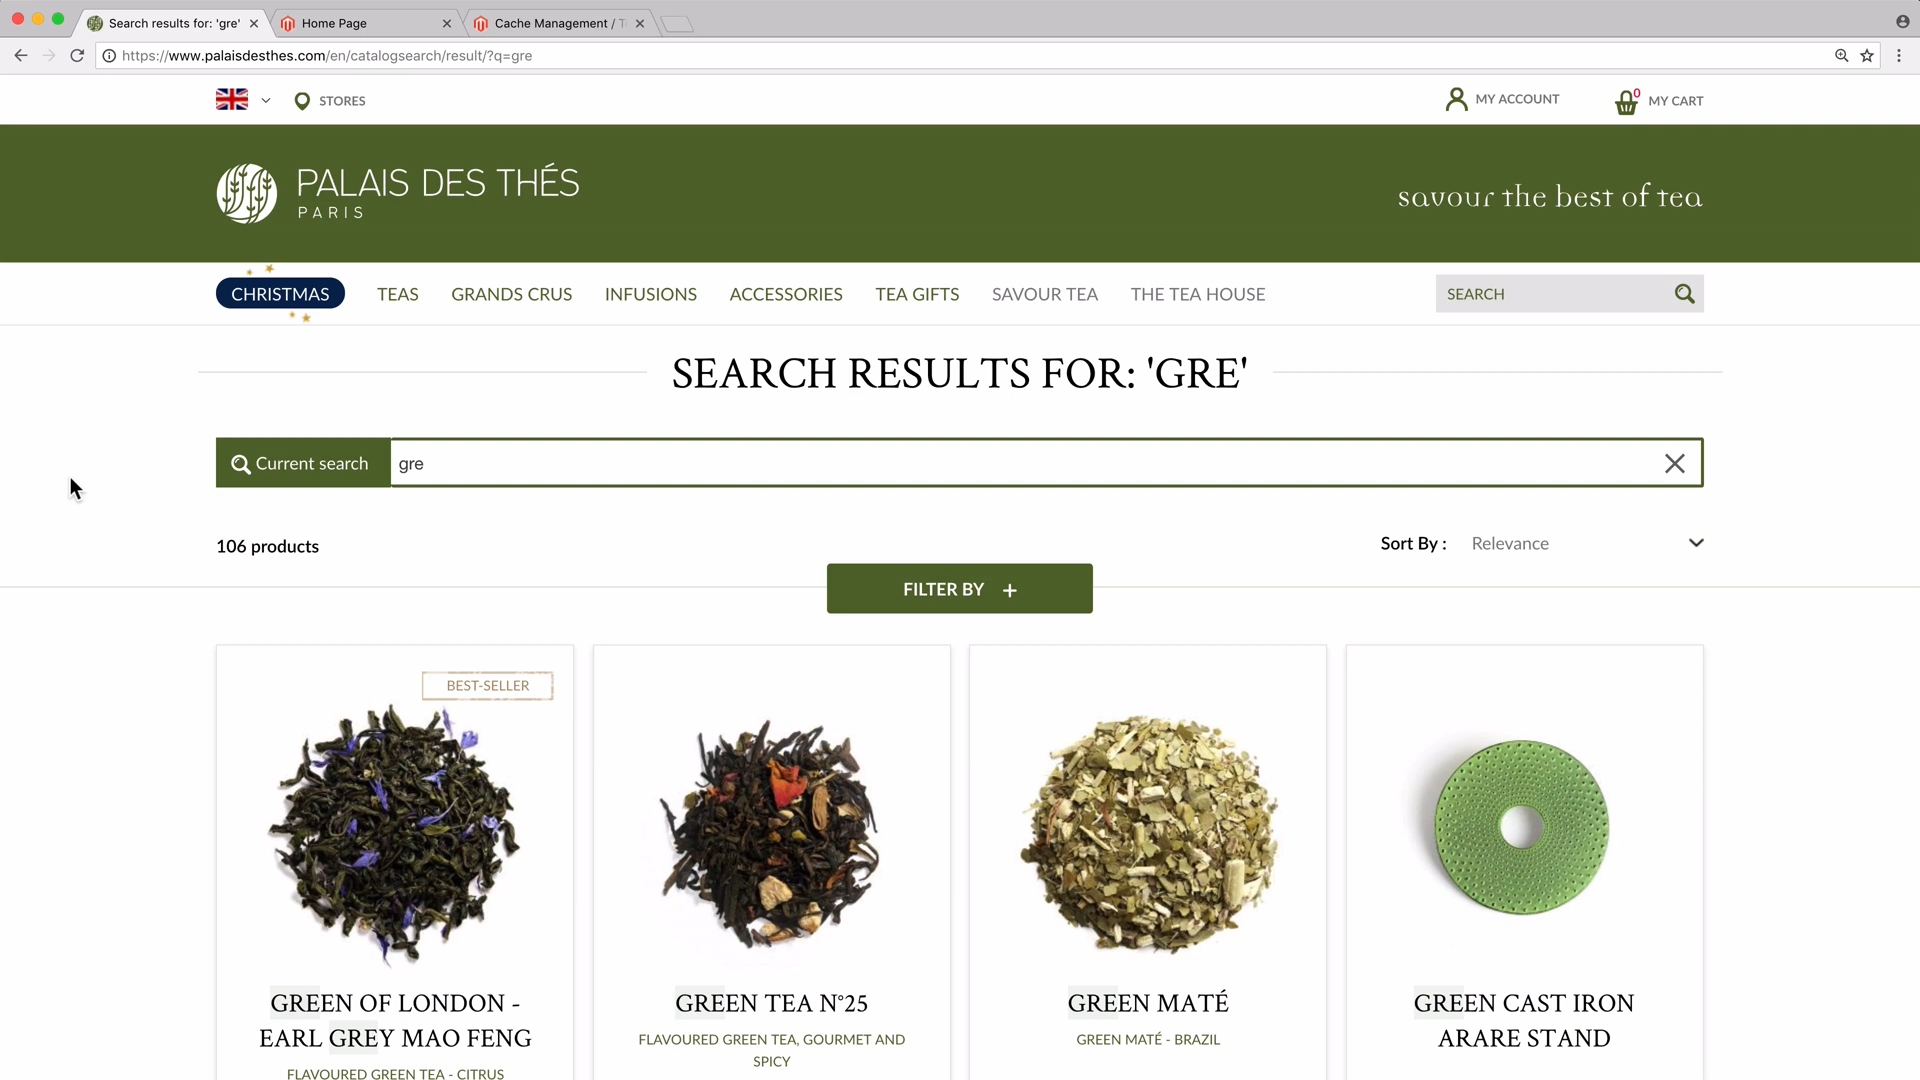 Search results for: 'gre'
Home Page
Cache Management / T
https://www.palaisdesthes.com/en/catalogsearch/result/?q=gre
STORES
MY ACCOUNT
0
MY CART
PALAIS DES THÉS
PARIS
savour the best of tea
CHRISTMAS
TEAS
GRANDS CRUS
INFUSIONS
ACCESSORIES
TEA GIFTS
SAVOUR TEA
THE TEA HOUSE
SEARCH
SEARCH RESULTS FOR: 'GRE'
Current search
gre
106 products
Sort By :
Relevance
FILTER BY +
BEST-SELLER
GREEN OF LONDON -
EARL GREY MAO FENG
FLAVOURED GREEN TEA - CITRUS
GREEN TEA N°25
FLAVOURED GREEN TEA, GOURMET AND
SPICY
GREEN MATÉ
GREEN MATÉ - BRAZIL
GREEN CAST IRON
ARARE STAND